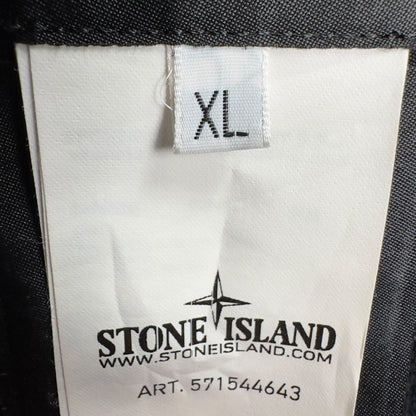 XL
STONE ISLAND
WWW.STONEISLAND.COM
ART. 571544643